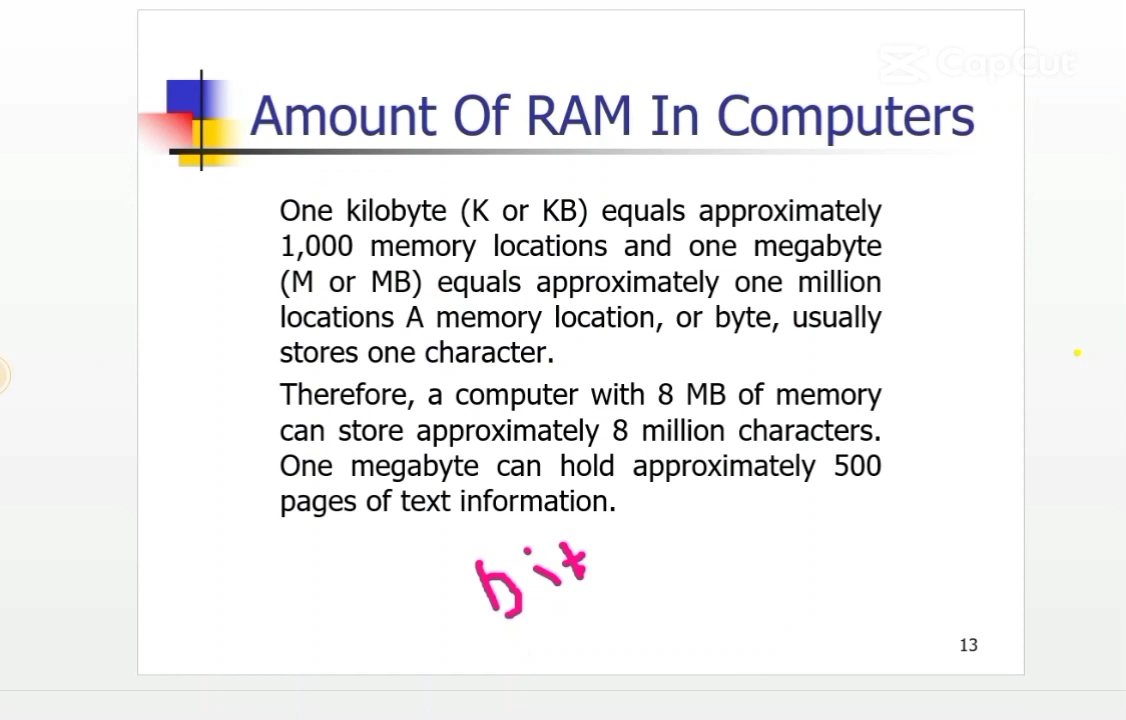 CapCut
Amount Of RAM In Computers
One kilobyte (K or KB) equals approximately
1,000 memory locations and one megabyte
(M or MB) equals approximately one million
locations A memory location, or byte, usually
stores one character.
Therefore, a computer with 8 MB of memory
can store approximately 8 million characters.
One megabyte can hold approximately 500
pages of text information.
bit
13